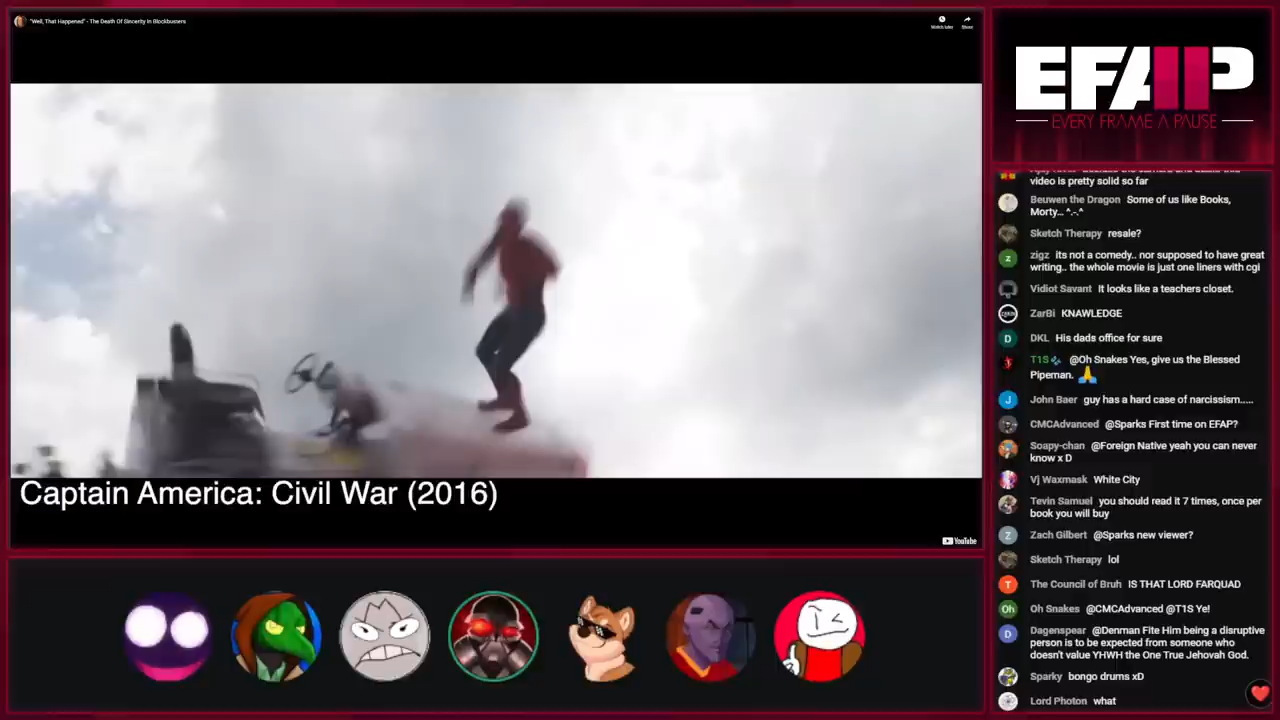 "Well, That Happened" - The Death Of Sincerity In Blockbusters
Watch later
Share
Captain America: Civil War (2016)
YouTube
EFAP
EVERY FRAME A PAUSE
video is pretty solid so far
Beuwen the Dragon Some of us like Books,
Morty... ^.-.^
Sketch Therapy resale?
zigz its not a comedy.. nor supposed to have great
writing.. the whole movie is just one liners with cgi
Vidiot Savant It looks like a teachers closet.
ZarBi KNAWLEDGE
DKL His dads office for sure
T1S @Oh Snakes Yes, give us the Blessed
Pipeman. 🙏
John Baer guy has a hard case of narcissism.....
CMCAdvanced @Sparks First time on EFAP?
Soapy-chan @Foreign Native yeah you can never
know x D
Vj Waxmask White City
Tevin Samuel you should read it 7 times, once per
book you will buy
Zach Gilbert @Sparks new viewer?
Sketch Therapy lol
The Council of Bruh IS THAT LORD FARQUAD
Oh Snakes @CMCAdvanced @T1S Ye!
Dagenspear @Denman Fite Him being a disruptive
person is to be expected from someone who
doesn't value YHWH the One True Jehovah God.
Sparky bongo drums xD
Lord Photon what